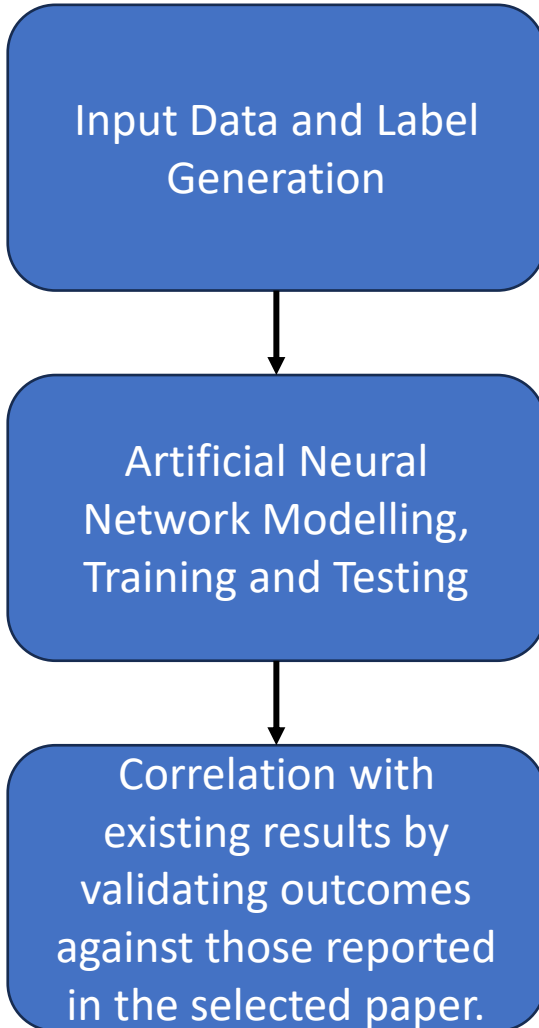 Input Data and Label
Generation
Artificial Neural
Network Modelling,
Training and Testing
Correlation with
existing results by
validating outcomes
against those reported
in the selected paper.